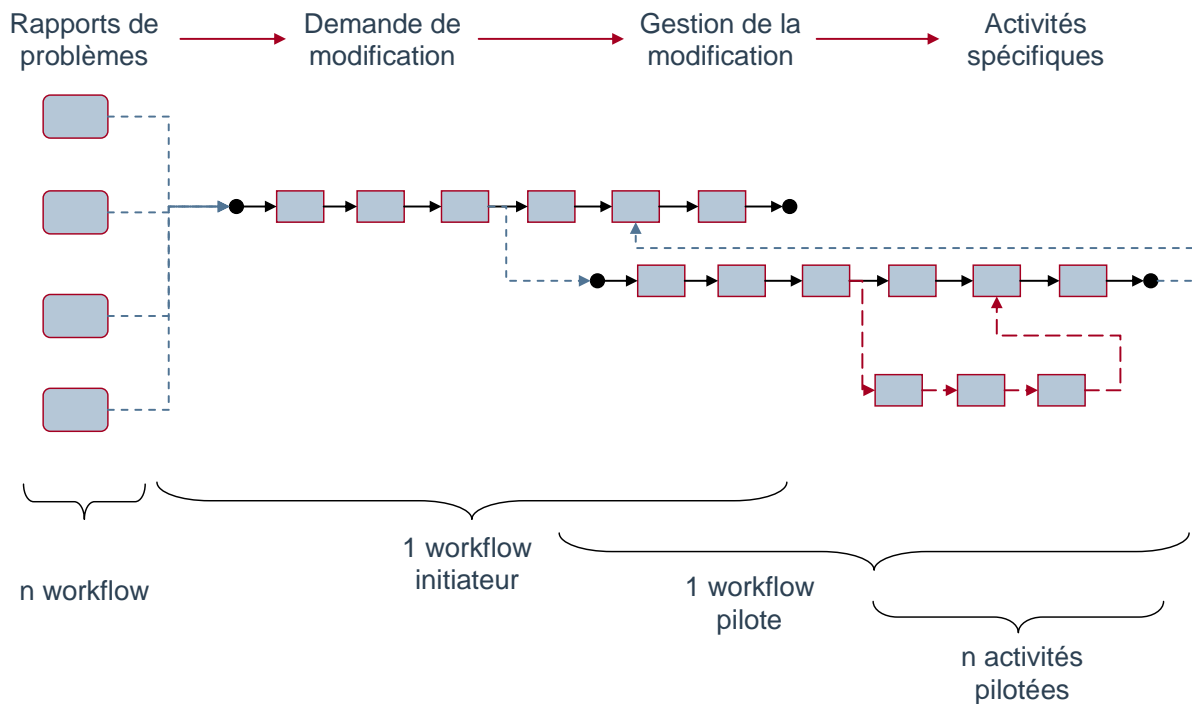 Rapports de
problèmes
Demande de
modification
Gestion de la
modification
Activités
spécifiques
n workflow
1 workflow
initiateur
1 workflow
pilote
n activités
pilotées